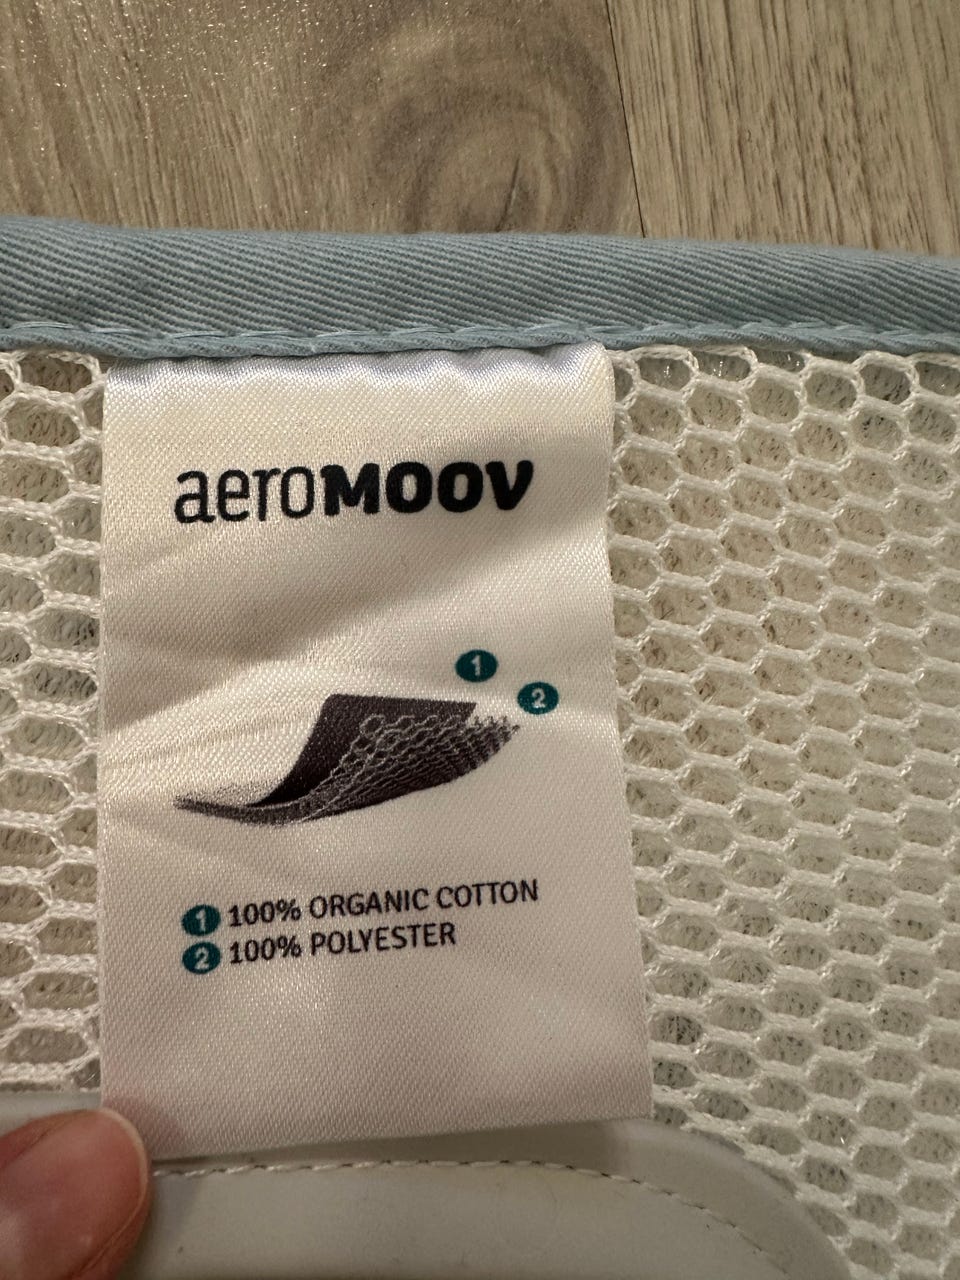 aeroMOOV
1
2
1 100% ORGANIC COTTON
2 100% POLYESTER